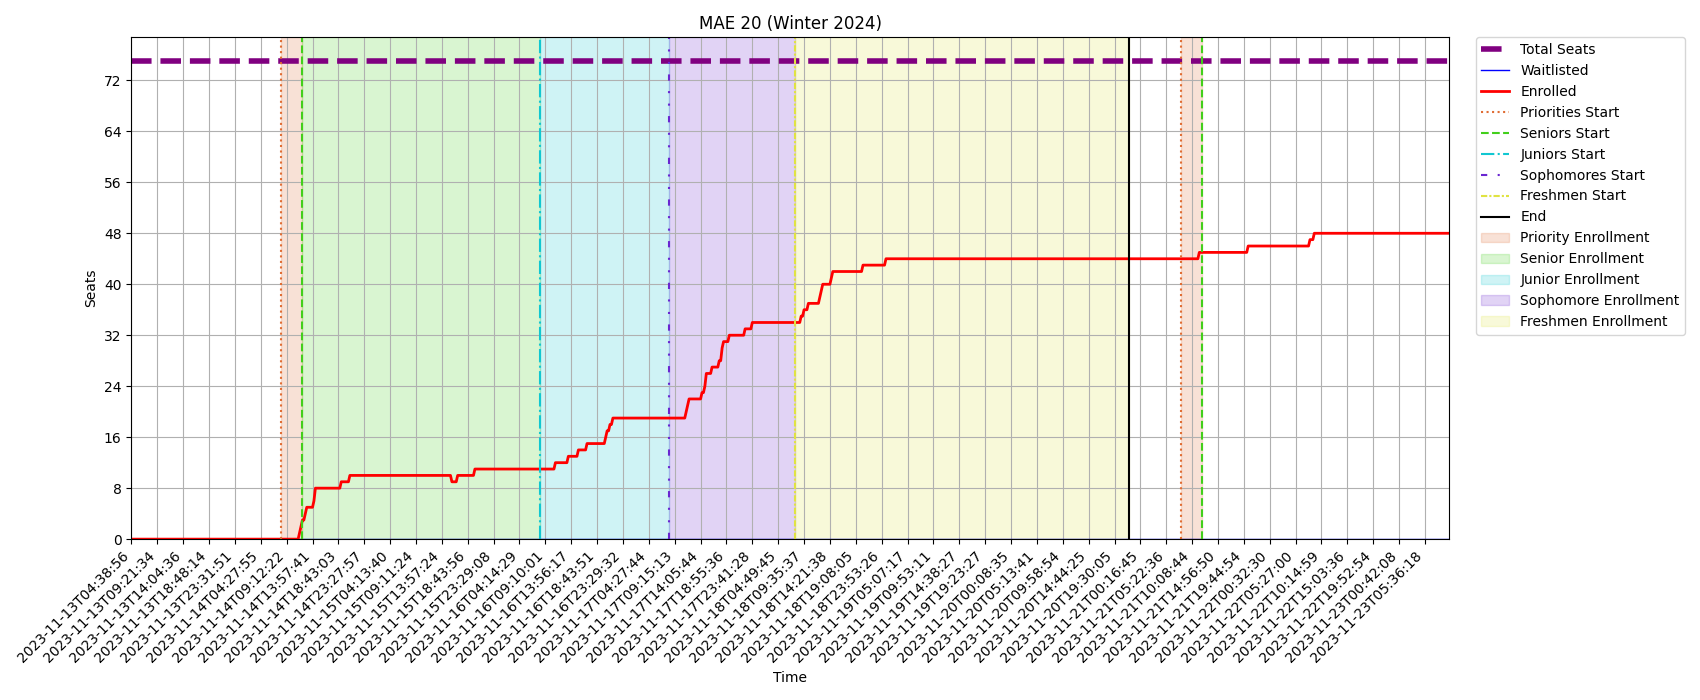 MAE 20 (Winter 2024)
Seats
72
64
56
48
40
32
24
16
8
0
2023-11-13T04:38:56
2023-11-13T09:21:34
2023-11-13T14:04:36
2023-11-13T18:48:14
2023-11-13T23:31:51
2023-11-14T04:27:55
2023-11-14T09:12:22
2023-11-14T13:57:41
2023-11-14T18:43:03
2023-11-14T23:27:57
2023-11-15T04:13:40
2023-11-15T09:11:24
2023-11-15T13:57:24
2023-11-15T18:43:56
2023-11-15T23:29:08
2023-11-16T04:14:29
2023-11-16T09:10:01
2023-11-16T13:56:17
2023-11-16T18:43:51
2023-11-16T23:29:32
2023-11-17T04:27:44
2023-11-17T09:15:13
2023-11-17T14:05:44
2023-11-17T18:55:36
2023-11-17T23:41:28
2023-11-18T04:49:45
2023-11-18T09:35:37
2023-11-18T14:21:38
2023-11-18T19:08:05
2023-11-18T23:53:26
2023-11-19T05:07:17
2023-11-19T09:53:11
2023-11-19T14:38:27
2023-11-19T19:23:27
2023-11-20T00:08:35
2023-11-20T05:13:41
2023-11-20T09:58:54
2023-11-20T14:44:25
2023-11-20T19:30:05
2023-11-21T00:16:45
2023-11-21T05:22:36
2023-11-21T10:08:44
2023-11-21T14:56:50
2023-11-21T19:44:54
2023-11-22T00:32:30
2023-11-22T05:27:00
2023-11-22T10:14:59
2023-11-22T15:03:36
2023-11-22T19:52:54
2023-11-23T00:42:08
2023-11-23T05:36:18
Time
Total Seats
Waitlisted
Enrolled
Priorities Start
Seniors Start
Juniors Start
Sophomores Start
Freshmen Start
End
Priority Enrollment
Senior Enrollment
Junior Enrollment
Sophomore Enrollment
Freshmen Enrollment